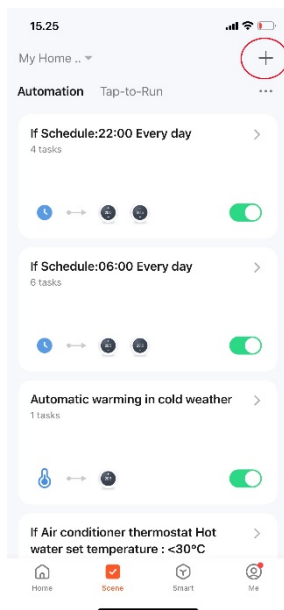 15.25
My Home ..
Automation Tap-to-Run
If Schedule:22:00 Every day
4 tasks
If Schedule:06:00 Every day
6 tasks
Automatic warming in cold weather
1 tasks
If Air conditioner thermostat Hot
water set temperature : <30°C
Home Scene Smart Me